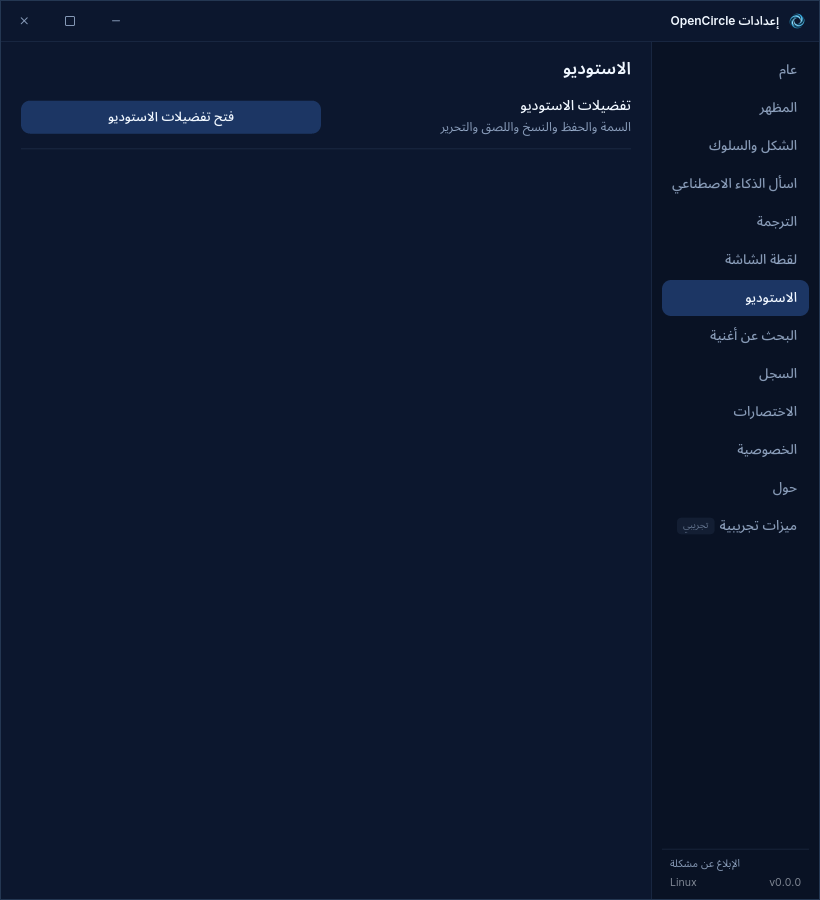 إعدادات OpenCircle
عام
المظهر
الشكل والسلوك
اسأل الذكاء الاصطناعي
الترجمة
لقطة الشاشة
الاستوديو
البحث عن أغنية
السجل
الاختصارات
الخصوصية
حول
ميزات تجريبية تجريبي
الإبلاغ عن مشكلة
v0.0.0 Linux
الاستوديو
تفضيلات الاستوديو
السمة والحفظ والنسخ واللصق والتحرير
فتح تفضيلات الاستوديو